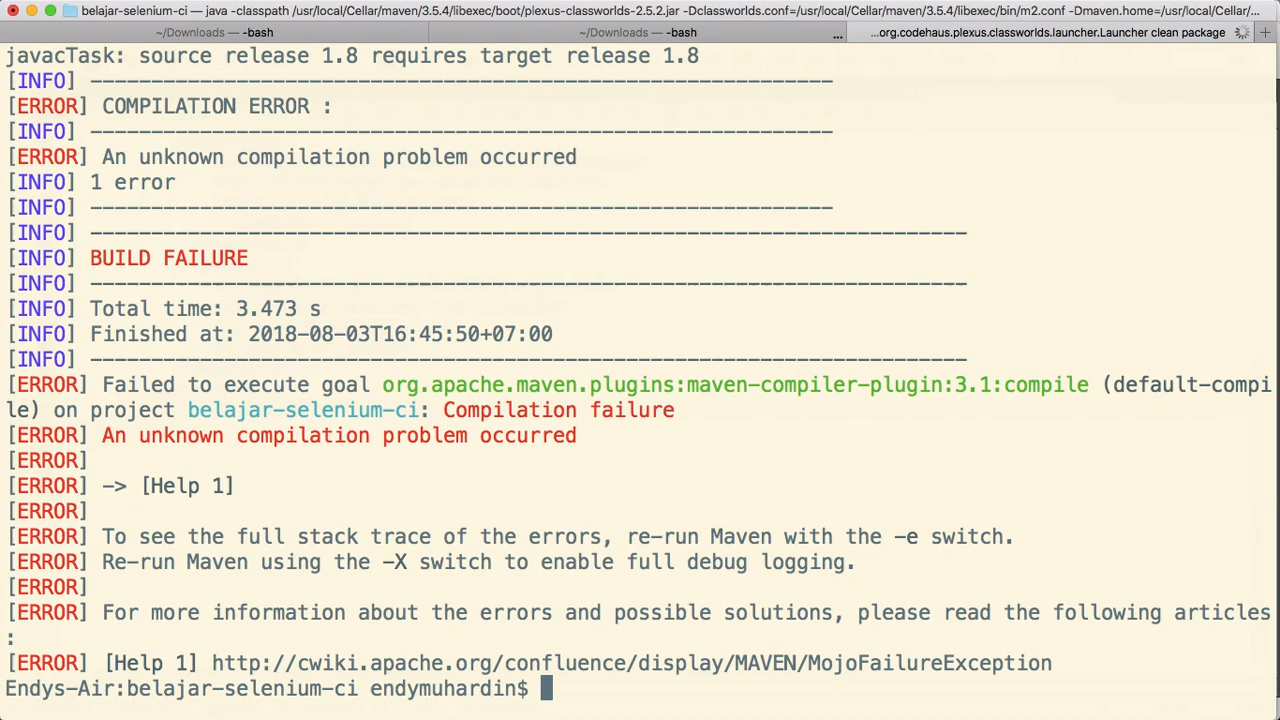 belajar-selenium-ci — java -classpath /usr/local/Cellar/maven/3.5.4/libexec/boot/plexus-classworlds-2.5.2.jar -Dclassworlds.conf=/usr/local/Cellar/maven/3.5.4/libexec/bin/m2.conf -Dmaven.home=/usr/local/Cellar/...
~/Downloads — -bash
~/Downloads — -bash
...
...org.codehaus.plexus.classworlds.launcher.Launcher clean package
+
javacTask: source release 1.8 requires target release 1.8
[INFO] -------------------------------------------------------------
[ERROR] COMPILATION ERROR :
[INFO] -------------------------------------------------------------
[ERROR] An unknown compilation problem occurred
[INFO] 1 error
[INFO] -------------------------------------------------------------
[INFO] ------------------------------------------------------------------------
[INFO] BUILD FAILURE
[INFO] ------------------------------------------------------------------------
[INFO] Total time: 3.473 s
[INFO] Finished at: 2018-08-03T16:45:50+07:00
[INFO] ------------------------------------------------------------------------
[ERROR] Failed to execute goal org.apache.maven.plugins:maven-compiler-plugin:3.1:compile (default-compi
le) on project belajar-selenium-ci: Compilation failure
[ERROR] An unknown compilation problem occurred
[ERROR]
[ERROR] -> [Help 1]
[ERROR]
[ERROR] To see the full stack trace of the errors, re-run Maven with the -e switch.
[ERROR] Re-run Maven using the -X switch to enable full debug logging.
[ERROR]
[ERROR] For more information about the errors and possible solutions, please read the following articles
:
[ERROR] [Help 1] http://cwiki.apache.org/confluence/display/MAVEN/MojoFailureException
Endys-Air:belajar-selenium-ci endymuhardin$